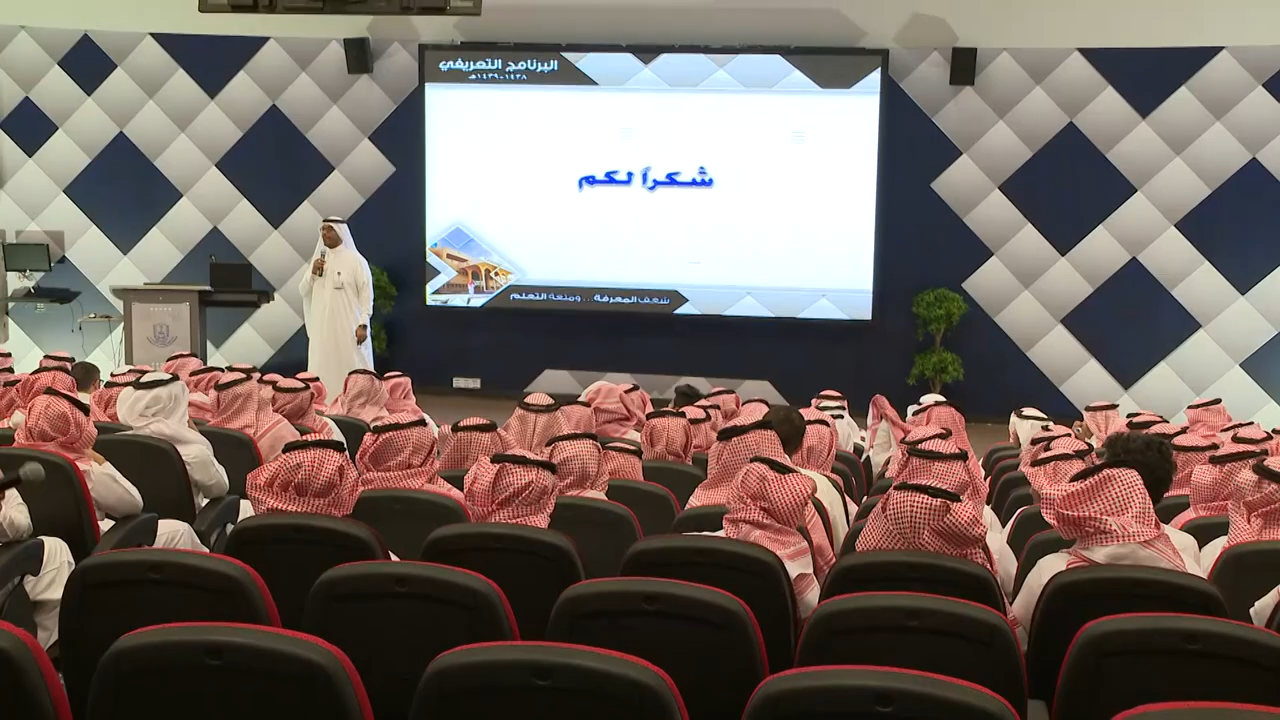 البرنامج التعريفي
١٤٣٨-١٤٣٩هـ
شكراً لكم
شغف المعرفة... ومتعة التعلم